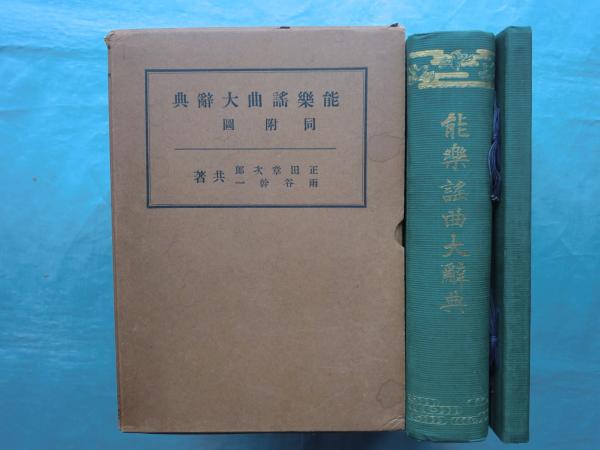 能樂謠曲大辭典
同附圖
正田章次郎
雨谷幹一
共著
能樂謠曲大辭典